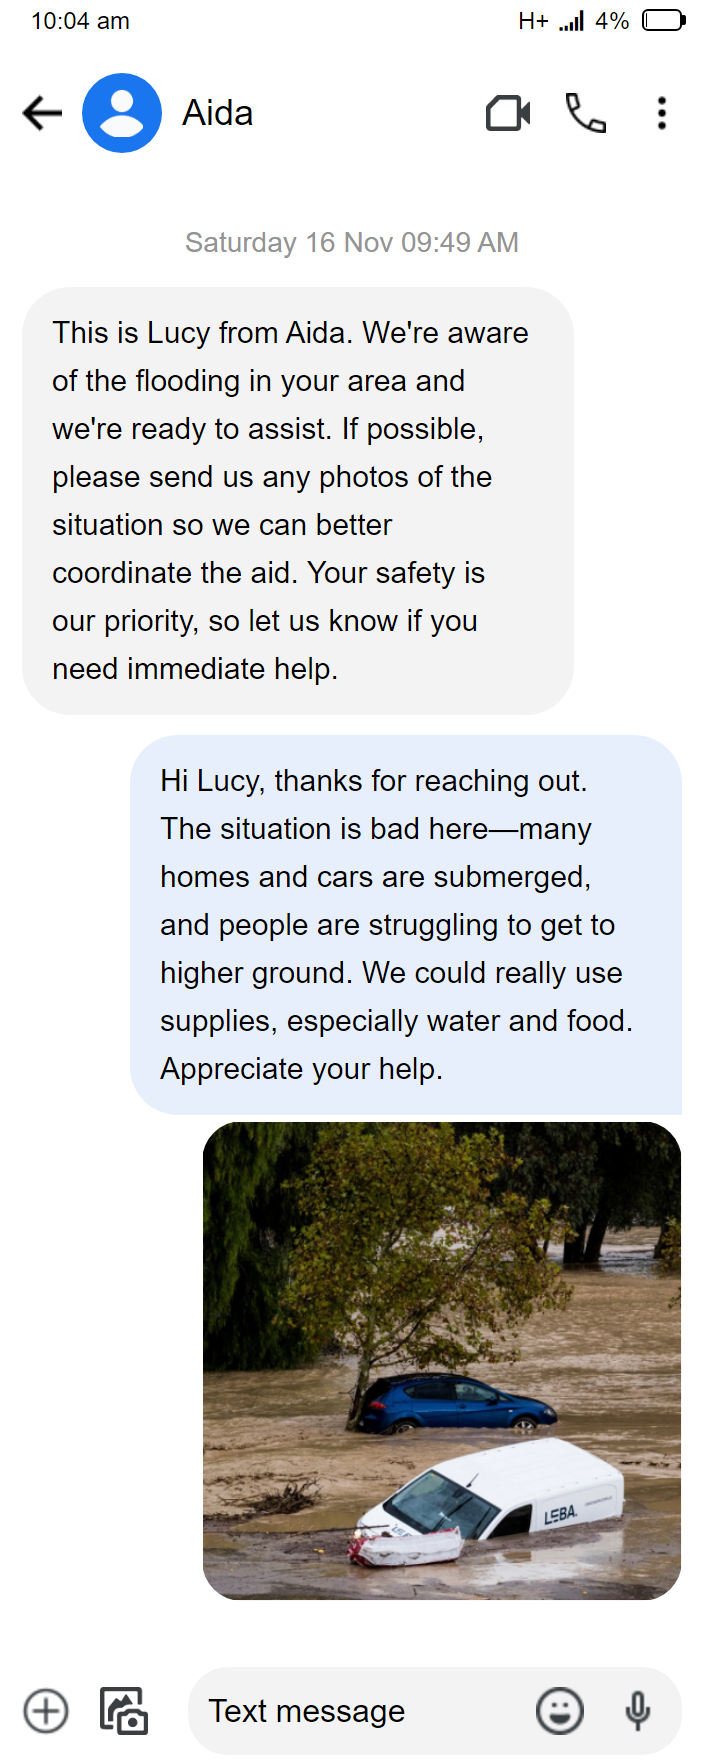 10:04 am
H+ 4%
Aida
Saturday 16 Nov 09:49 AM
This is Lucy from Aida. We're aware
of the flooding in your area and
we're ready to assist. If possible,
please send us any photos of the
situation so we can better
coordinate the aid. Your safety is
our priority, so let us know if you
need immediate help.
Hi Lucy, thanks for reaching out.
The situation is bad here—many
homes and cars are submerged,
and people are struggling to get to
higher ground. We could really use
supplies, especially water and food.
Appreciate your help.
LEBA.
Text message